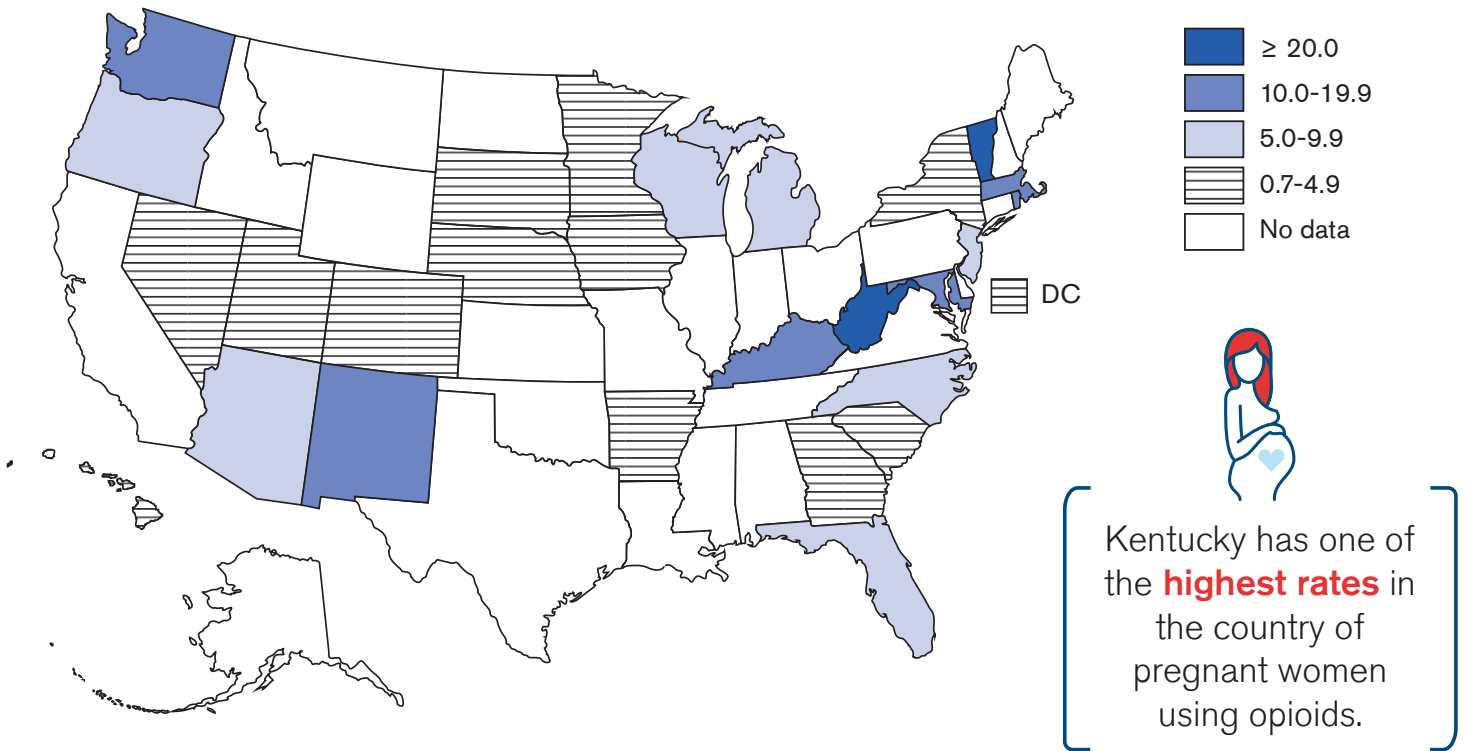 ≥ 20.0
10.0-19.9
5.0-9.9
0.7-4.9
No data
DC
Kentucky has one of
the highest rates in
the country of
pregnant women
using opioids.